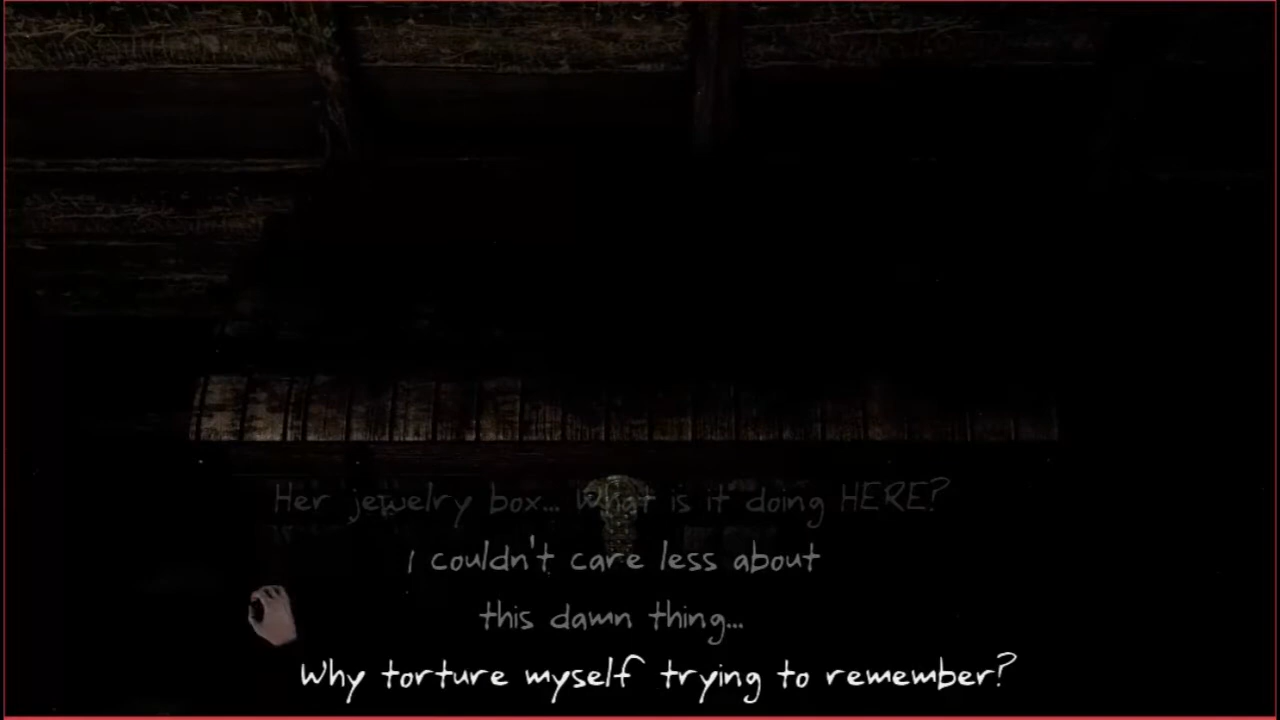 Her jewelry box... What is it doing HERE?
I couldn't care less about
this damn thing...
Why torture myself trying to remember?